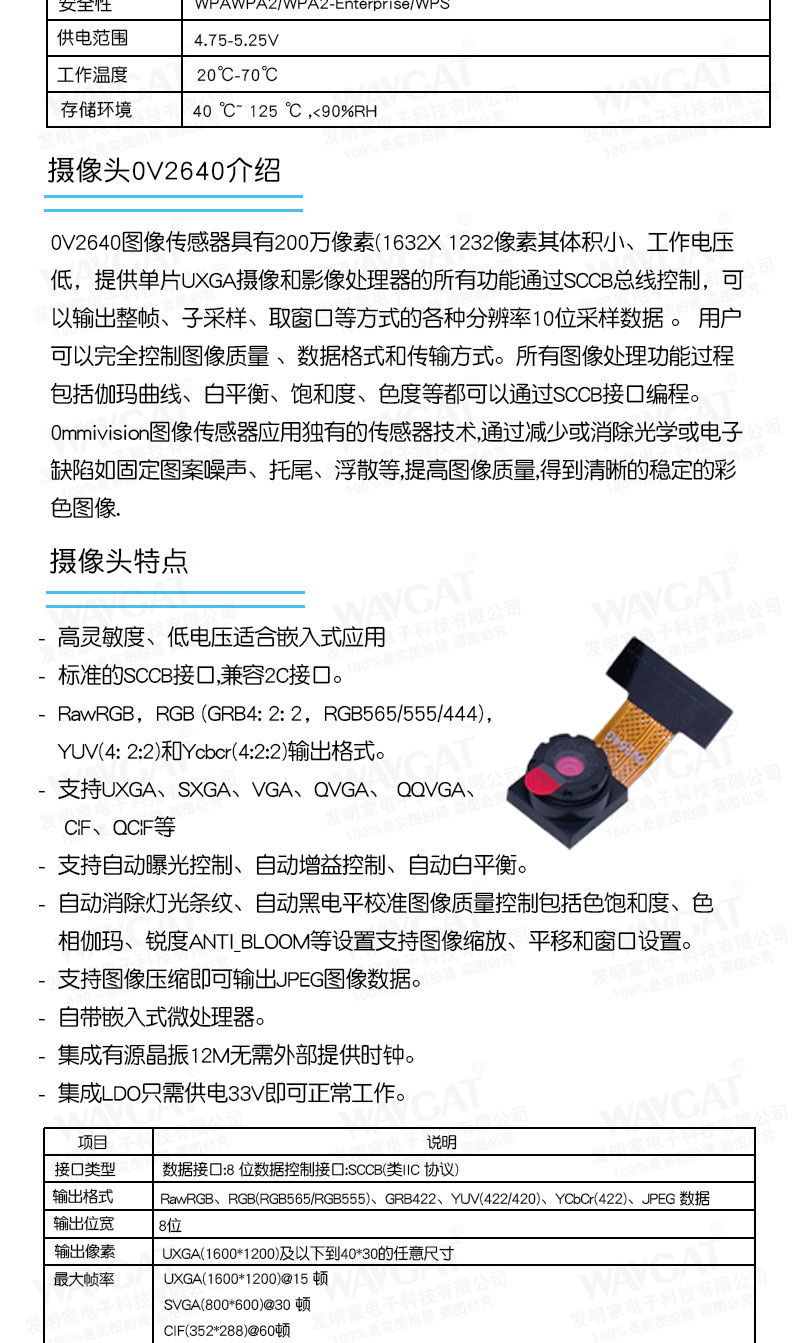 安全性 WPAWPA2/WPA2-Enterprise/WPS
供电范围 4.75-5.25V
工作温度 20℃-70℃
存储环境 40 ℃~ 125 ℃ ,<90%RH
摄像头0V2640介绍
0V2640图像传感器具有200万像素(1632X 1232像素其体积小、工作电压
低，提供单片UXGA摄像和影像处理器的所有功能通过SCCB总线控制，可
以输出整帧、子采样、取窗口等方式的各种分辨率10位采样数据 。 用户
可以完全控制图像质量 、数据格式和传输方式。所有图像处理功能过程
包括伽玛曲线、白平衡、饱和度、色度等都可以通过SCCB接口编程。
0mmivision图像传感器应用独有的传感器技术,通过减少或消除光学或电子
缺陷如固定图案噪声、托尾、浮散等,提高图像质量,得到清晰的稳定的彩
色图像.
摄像头特点
- 高灵敏度、低电压适合嵌入式应用
- 标准的SCCB接口,兼容2C接口。
- RawRGB，RGB (GRB4: 2: 2，RGB565/555/444)，
YUV(4: 2:2)和Ycbcr(4:2:2)输出格式。
- 支持UXGA、SXGA、VGA、QVGA、 QQVGA、
C!F、QC!F等
- 支持自动曝光控制、自动增益控制、自动白平衡。
- 自动消除灯光条纹、自动黑电平校准图像质量控制包括色饱和度、色
相伽玛、锐度ANTI_BLOOM等设置支持图像缩放、平移和窗口设置。
- 支持图像压缩即可输出JPEG图像数据。
- 自带嵌入式微处理器。
- 集成有源晶振12M无需外部提供时钟。
- 集成LDO只需供电33V即可正常工作。
项目 说明
接口类型 数据接口:8 位数据控制接口:SCCB(类IIC 协议)
输出格式 RawRGB、RGB(RGB565/RGB555)、GRB422、YUV(422/420)、YCbCr(422)、JPEG 数据
输出位宽 8位
输出像素 UXGA(1600*1200)及以下到40*30的任意尺寸
最大帧率 UXGA(1600*1200)@15 顿
SVGA(800*600)@30 顿
CIF(352*288)@60顿
WAVGAT
发明家电子科技有限公司
100%是实图拍摄 盗图必究